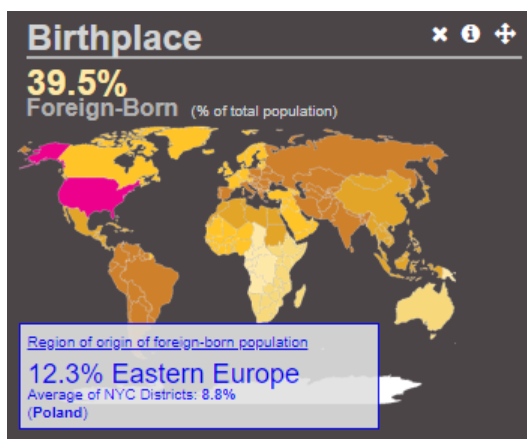 Birthplace
39.5%
Foreign-Born (% of total population)
Region of origin of foreign-born population
12.3% Eastern Europe
Average of NYC Districts: 8.8%
(Poland)